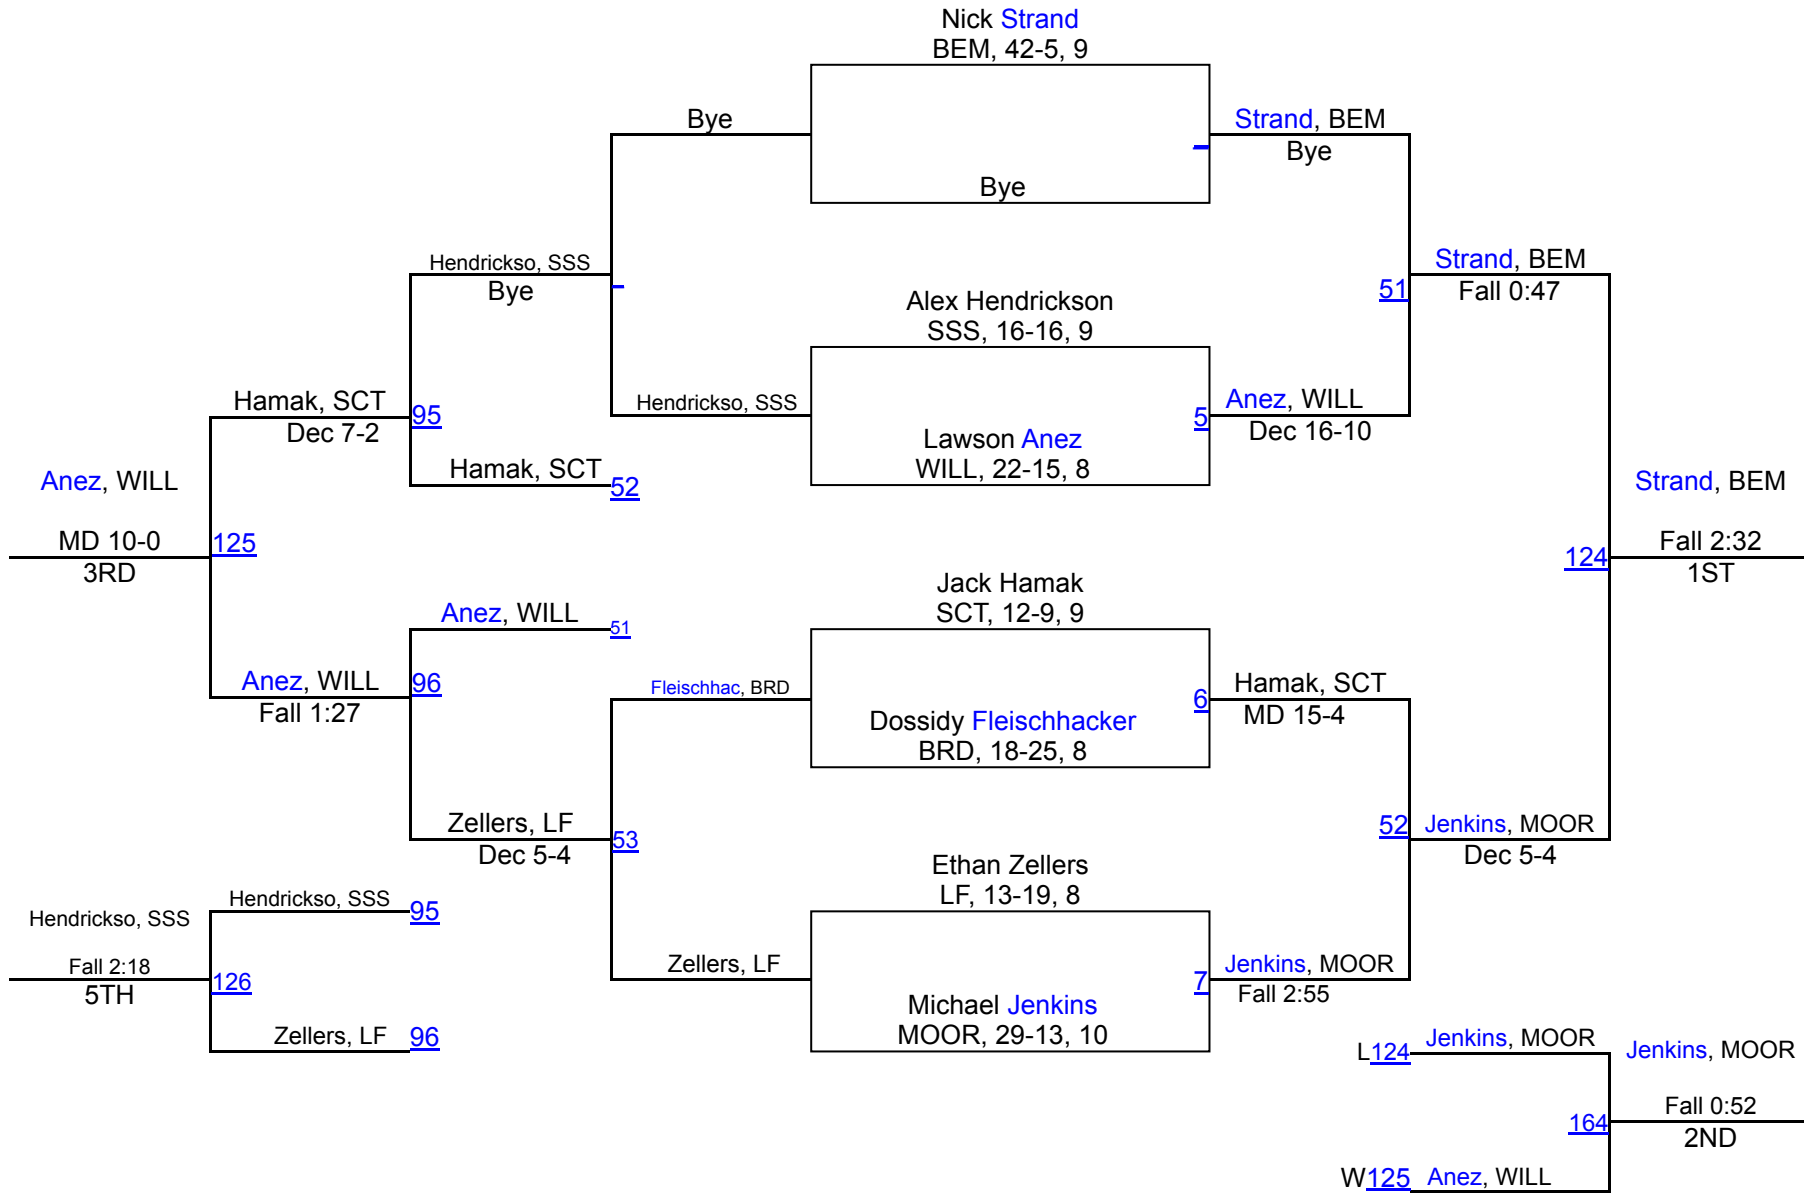 Nick Strand
BEM, 42-5, 9
Bye
Strand, BEM
Bye
Bye
Hendrickso, SSS
Bye
Strand, BEM
51
Fall 0:47
Alex Hendrickson
SSS, 16-16, 9
Hamak, SCT
95
Dec 7-2
Hendrickso, SSS
5
Anez, WILL
Dec 16-10
Lawson Anez
WILL, 22-15, 8
Hamak, SCT
52
Anez, WILL
Strand, BEM
MD 10-0
125
3RD
124
Fall 2:32
1ST
Jack Hamak
SCT, 12-9, 9
Anez, WILL
51
Anez, WILL
96
Fall 1:27
Fleischhac, BRD
6
Hamak, SCT
MD 15-4
Dossidy Fleischhacker
BRD, 18-25, 8
Zellers, LF
53
Dec 5-4
52
Jenkins, MOOR
Dec 5-4
Ethan Zellers
LF, 13-19, 8
Hendrickso, SSS
95
Hendrickso, SSS
Fall 2:18
126
5TH
Zellers, LF
7
Jenkins, MOOR
Fall 2:55
Michael Jenkins
MOOR, 29-13, 10
Zellers, LF
96
L124
Jenkins, MOOR
Jenkins, MOOR
164
Fall 0:52
2ND
W125
Anez, WILL